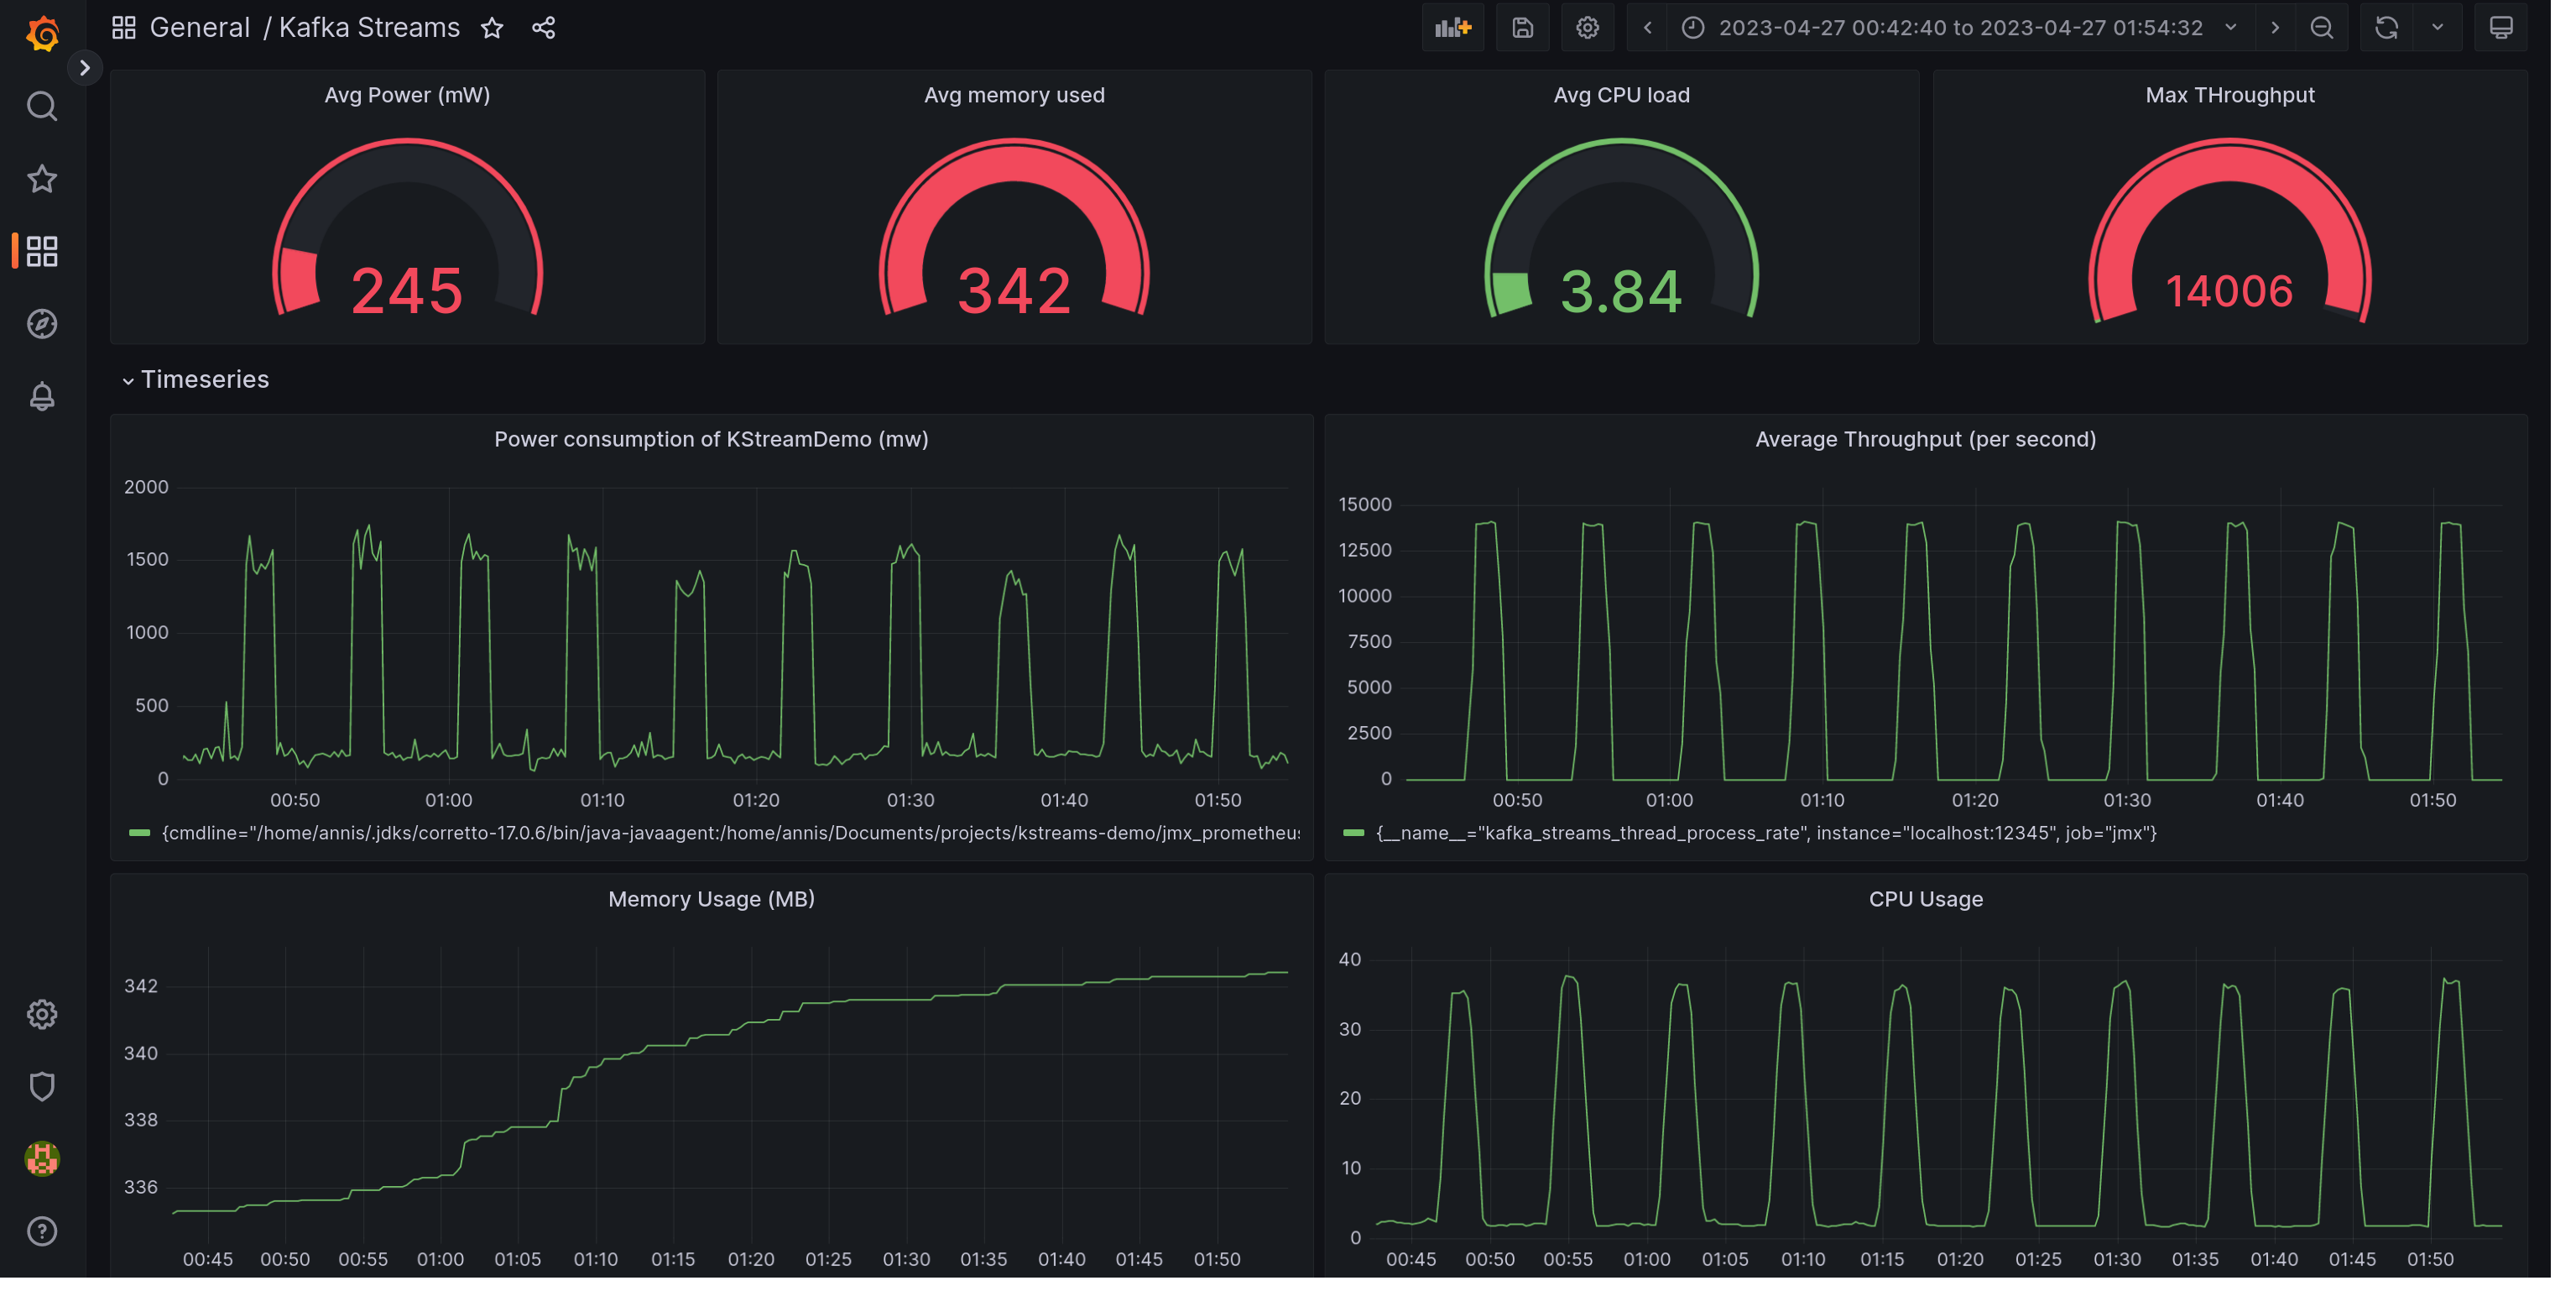 General / Kafka Streams
2023-04-27 00:42:40 to 2023-04-27 01:54:32
Avg Power (mW)
245
Avg memory used
342
Avg CPU load
3.84
Max THroughput
14006
Timeseries
Power consumption of KStreamDemo (mw)
2000
1500
1000
500
0
00:50 01:00 01:10 01:20 01:30 01:40 01:50
{cmdline="/home/annis/.jdks/corretto-17.0.6/bin/java-javaagent:/home/annis/Documents/projects/kstreams-demo/jmx_prometheus
Average Throughput (per second)
15000
12500
10000
7500
5000
2500
0
00:50 01:00 01:10 01:20 01:30 01:40 01:50
{__name__="kafka_streams_thread_process_rate", instance="localhost:12345", job="jmx"}
Memory Usage (MB)
342
340
338
336
00:45 00:50 00:55 01:00 01:05 01:10 01:15 01:20 01:25 01:30 01:35 01:40 01:45 01:50
CPU Usage
40
30
20
10
0
00:45 00:50 00:55 01:00 01:05 01:10 01:15 01:20 01:25 01:30 01:35 01:40 01:45 01:50